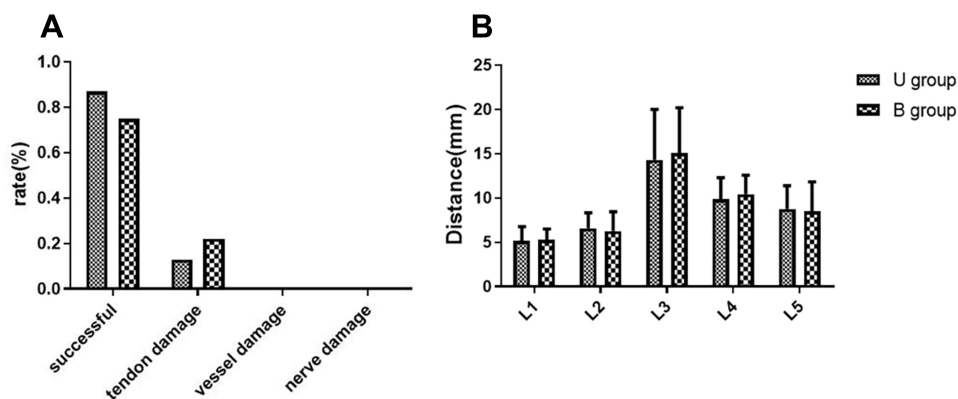 A
rate(%)
1.0
0.8
0.6
0.4
0.2
0.0
successful
tendon damage
vessel damage
nerve damage
B
Distance(mm)
25
20
15
10
5
0
L1
L2
L3
L4
L5
U group
B group